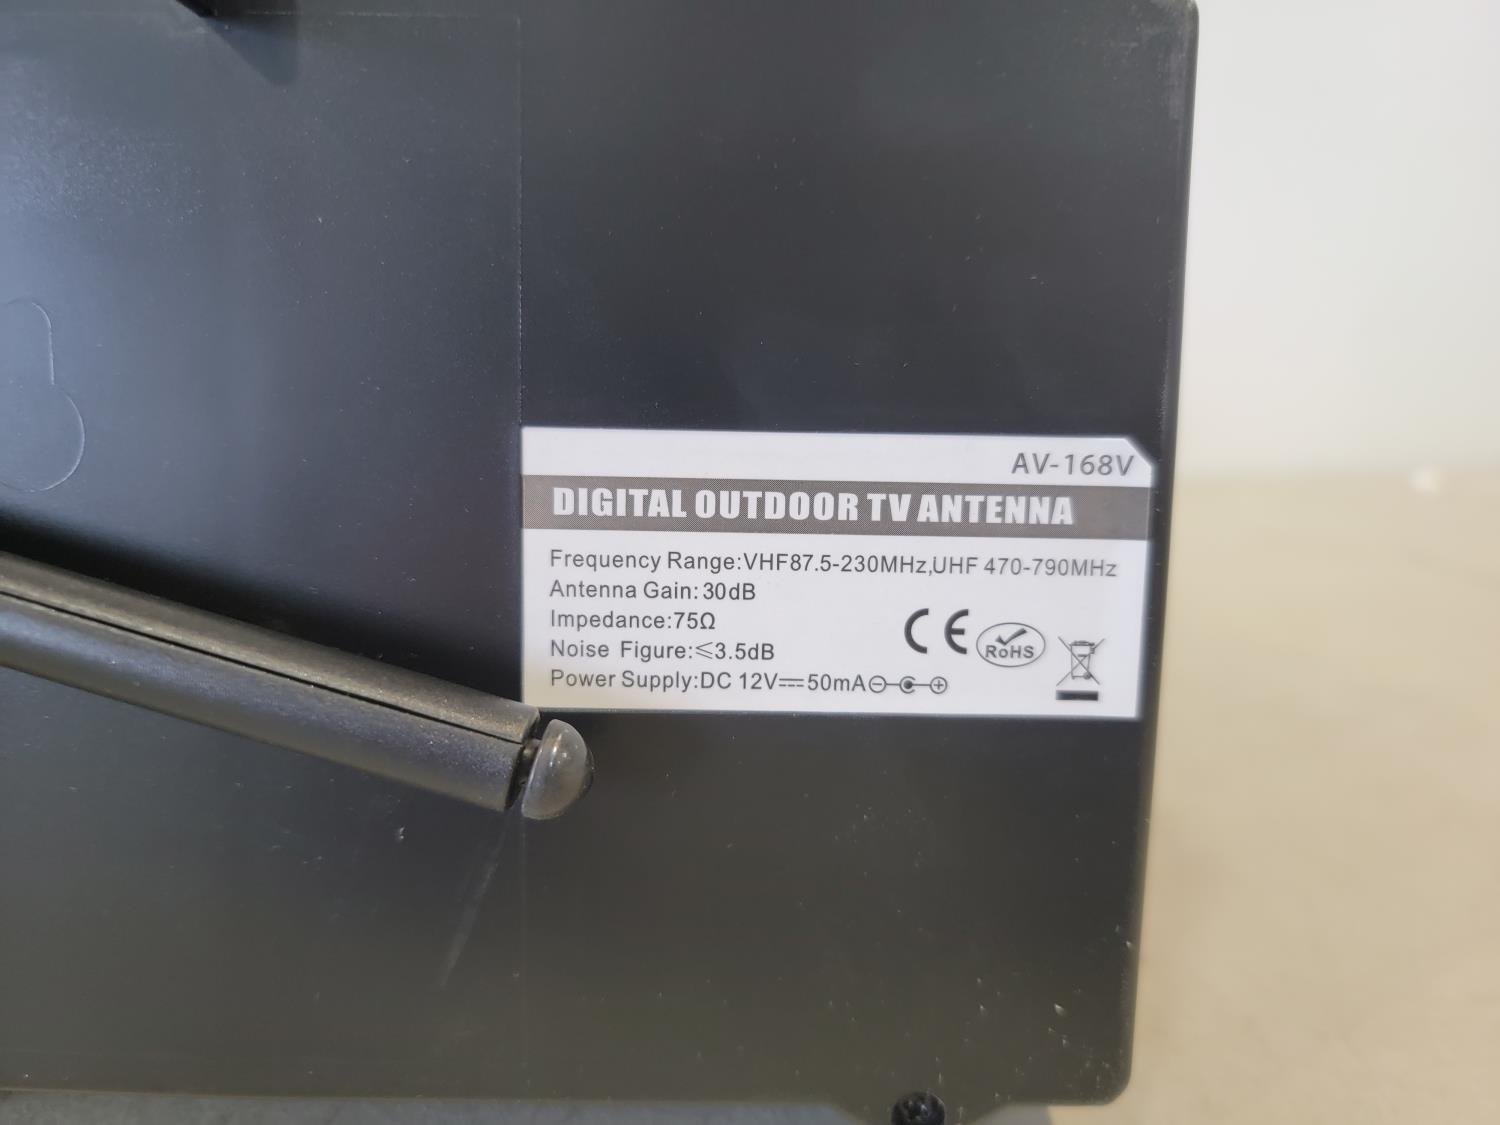 AV-168V
DIGITAL OUTDOOR TV ANTENNA
Frequency Range:VHF87.5-230MHz,UHF 470-790MHz
Antenna Gain:30dB
Impedance:75Ω
Noise Figure:≤3.5dB
Power Supply:DC 12V⎓50mA
CE
RoHS